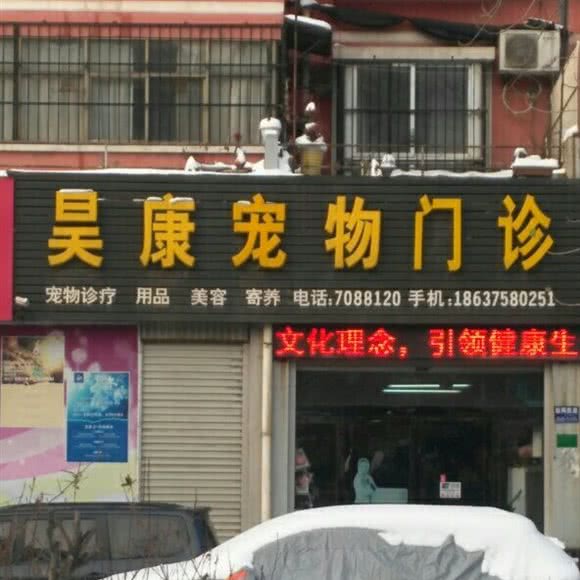 昊康宠物门诊
宠物诊疗 用品 美容 寄养 电话:7088120 手机:18637580251
文化理念，引领健康生